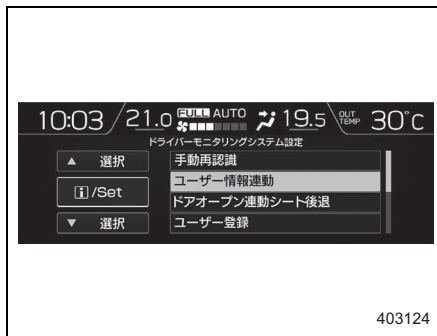 10:03 21.0 FULL AUTO 19.5 OUT TEMP 30°C
ドライバーモニタリングシステム設定
▲ 選択
手動再認識
i/Set
ユーザー情報連動
ドアオープン連動シート後退
▼ 選択
ユーザー登録
403124